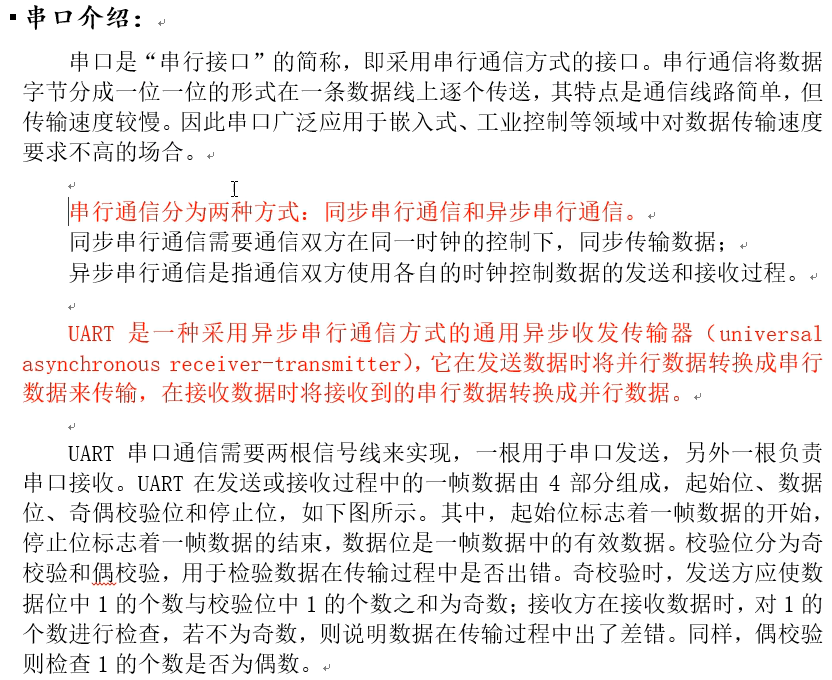 串口介绍：
串口是“串行接口”的简称，即采用串行通信方式的接口。串行通信将数据
字节分成一位一位的形式在一条数据线上逐个传送，其特点是通信线路简单，但
传输速度较慢。因此串口广泛应用于嵌入式、工业控制等领域中对数据传输速度
要求不高的场合。
串行通信分为两种方式：同步串行通信和异步串行通信。
同步串行通信需要通信双方在同一时钟的控制下，同步传输数据；
异步串行通信是指通信双方使用各自的时钟控制数据的发送和接收过程。
UART 是一种采用异步串行通信方式的通用异步收发传输器（universal
asynchronous receiver-transmitter），它在发送数据时将并行数据转换成串行
数据来传输，在接收数据时将接收到的串行数据转换成并行数据。
UART 串口通信需要两根信号线来实现，一根用于串口发送，另外一根负责
串口接收。UART 在发送或接收过程中的一帧数据由 4 部分组成，起始位、数据
位、奇偶校验位和停止位，如下图所示。其中，起始位标志着一帧数据的开始，
停止位标志着一帧数据的结束，数据位是一帧数据中的有效数据。校验位分为奇
校验和偶校验，用于检验数据在传输过程中是否出错。奇校验时，发送方应使数
据位中 1 的个数与校验位中 1 的个数之和为奇数；接收方在接收数据时，对 1 的
个数进行检查，若不为奇数，则说明数据在传输过程中出了差错。同样，偶校验
则检查 1 的个数是否为偶数。